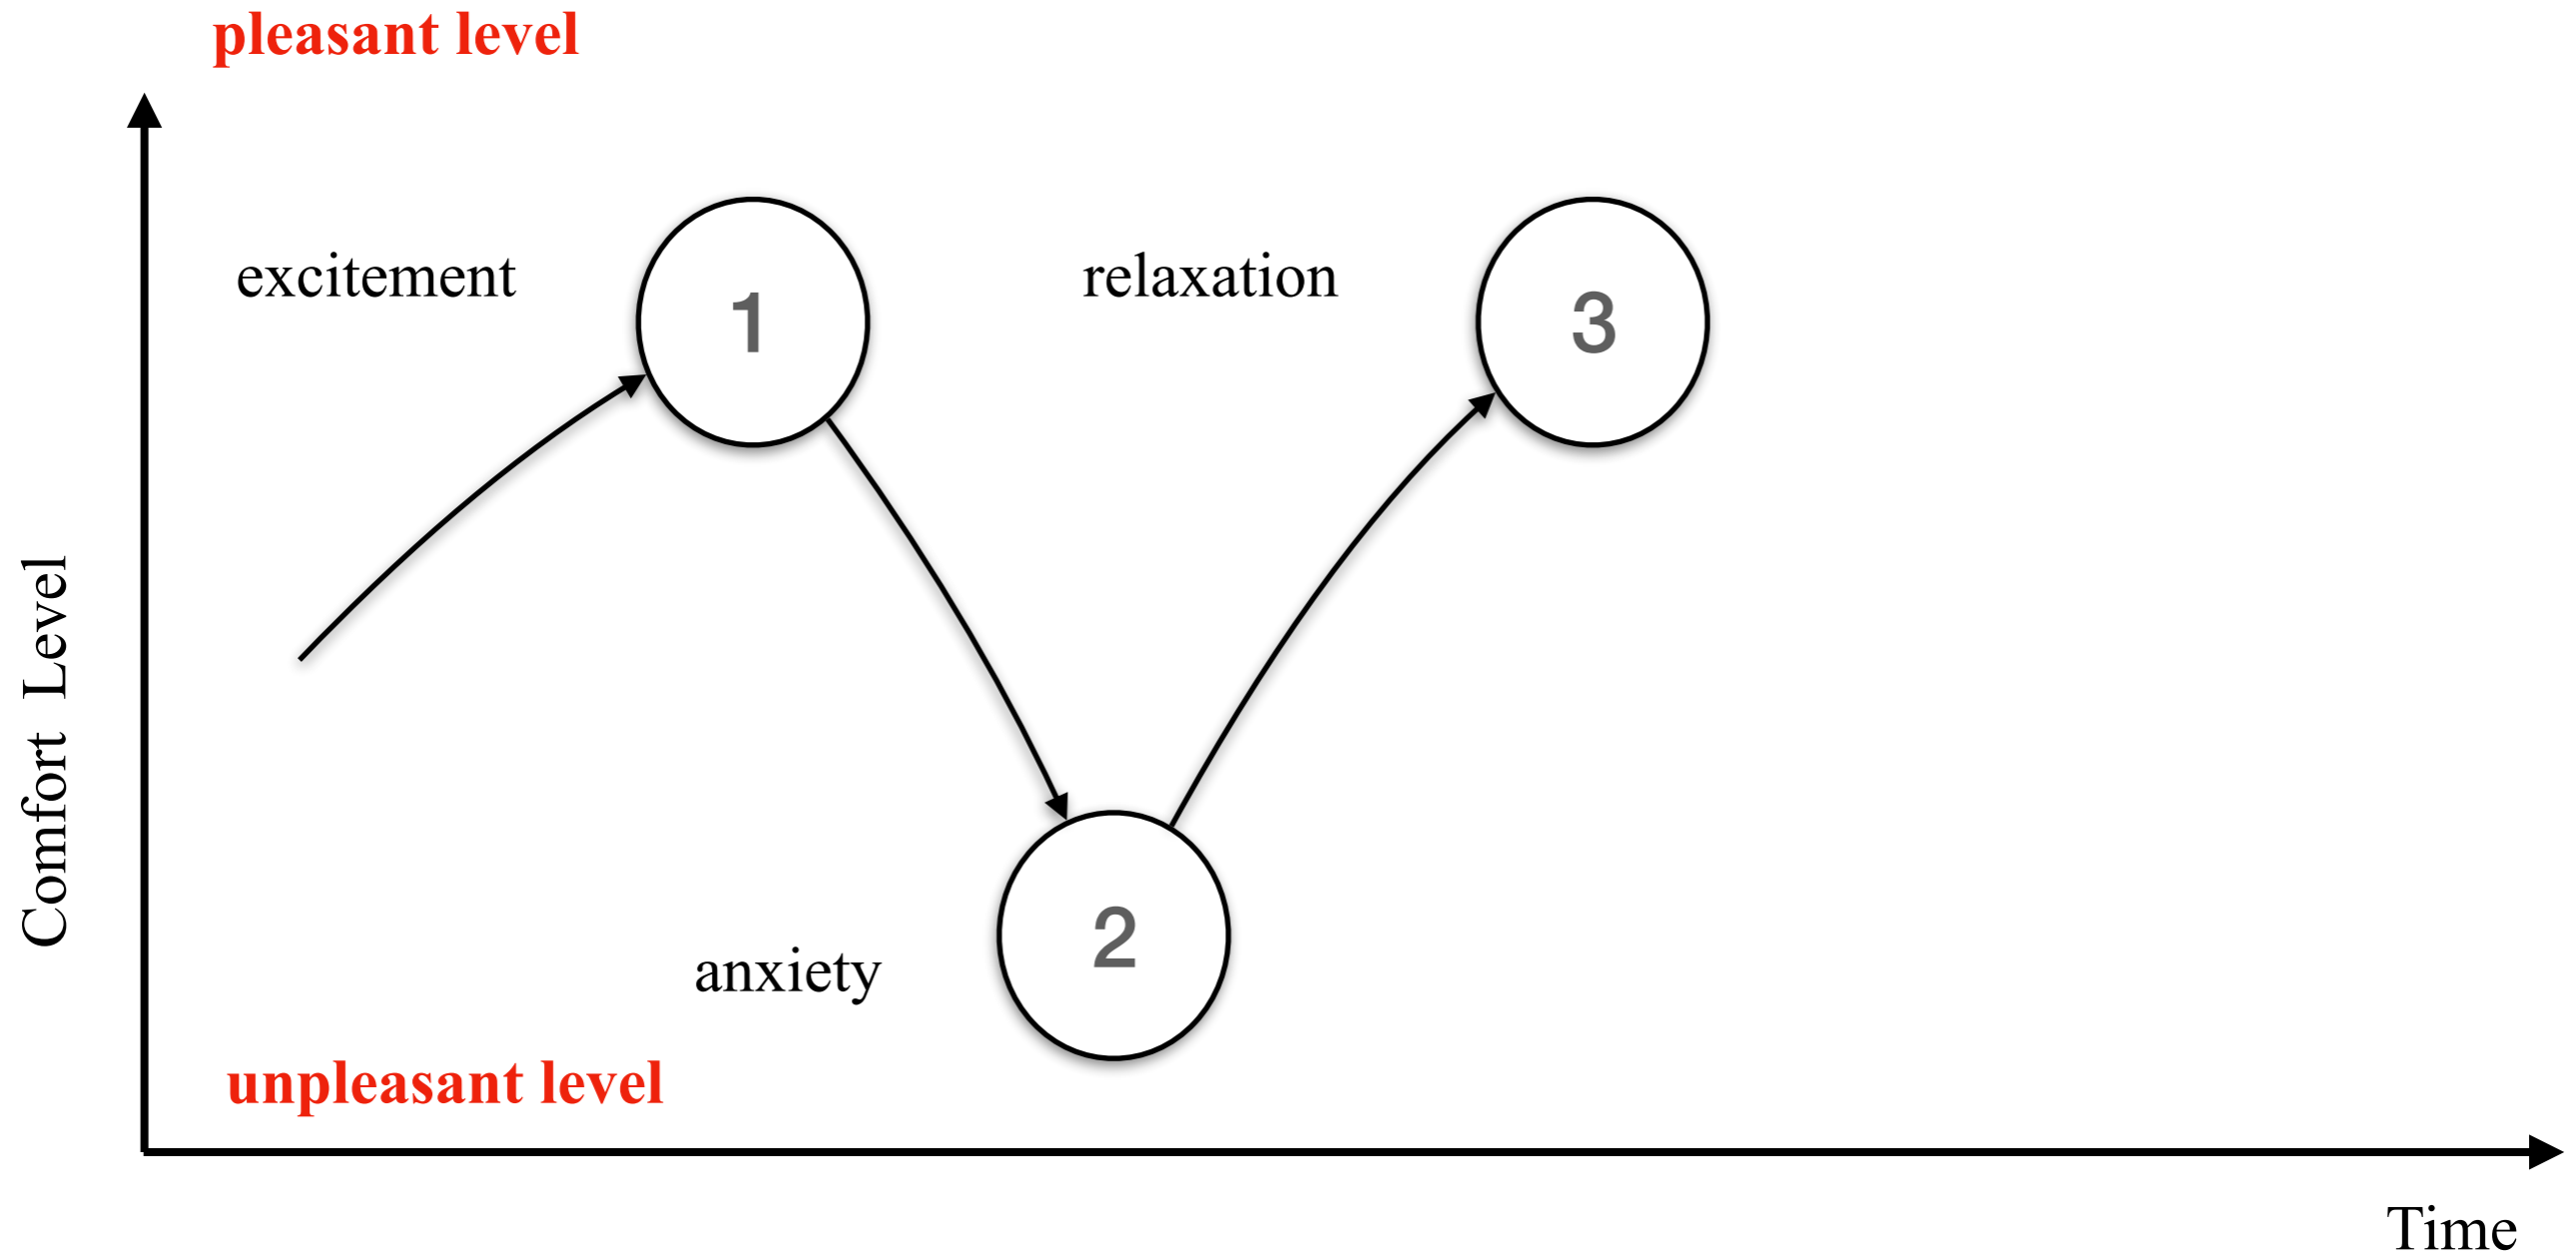 pleasant level
excitement
1
relaxation
3
Comfort Level
2
anxiety
unpleasant level
Time